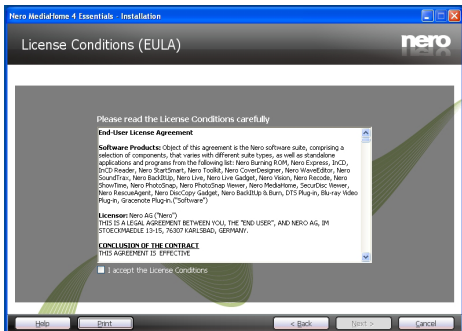 Nero MediaHome 4 Essentials - Installation
License Conditions (EULA)
nero
Please read the License Conditions carefully
End-User License Agreement
Software Products: Object of this agreement is the Nero software suite, comprising a
selection of components, that varies with different suite types, as well as standalone
applications and programs from the following list: Nero Burning ROM, Nero Express, InCD,
InCD Reader, Nero StartSmart, Nero Toolkit, Nero CoverDesigner, Nero WaveEditor, Nero
SoundTrax, Nero BackItUp, Nero Live, Nero Live Gadget, Nero Vision, Nero Recode, Nero
ShowTime, Nero PhotoSnap, Nero PhotoSnap Viewer, Nero MediaHome, SecurDisc Viewer,
Nero RescueAgent, Nero DiscCopy Gadget, Nero BackItUp & Burn, DTS Plug-in, Blu-ray Video
Plug-in, Gracenote Plug-in.("Software")
Licensor: Nero AG ("Nero")
THIS IS A LEGAL AGREEMENT BETWEEN YOU, THE "END USER", AND NERO AG, IM
STOECKMAEDLE 13-15, 76307 KARLSBAD, GERMANY.
CONCLUSION OF THE CONTRACT
THIS AGREEMENT IS EFFECTIVE
I accept the License Conditions
Help
Print
< Back
Next >
Cancel